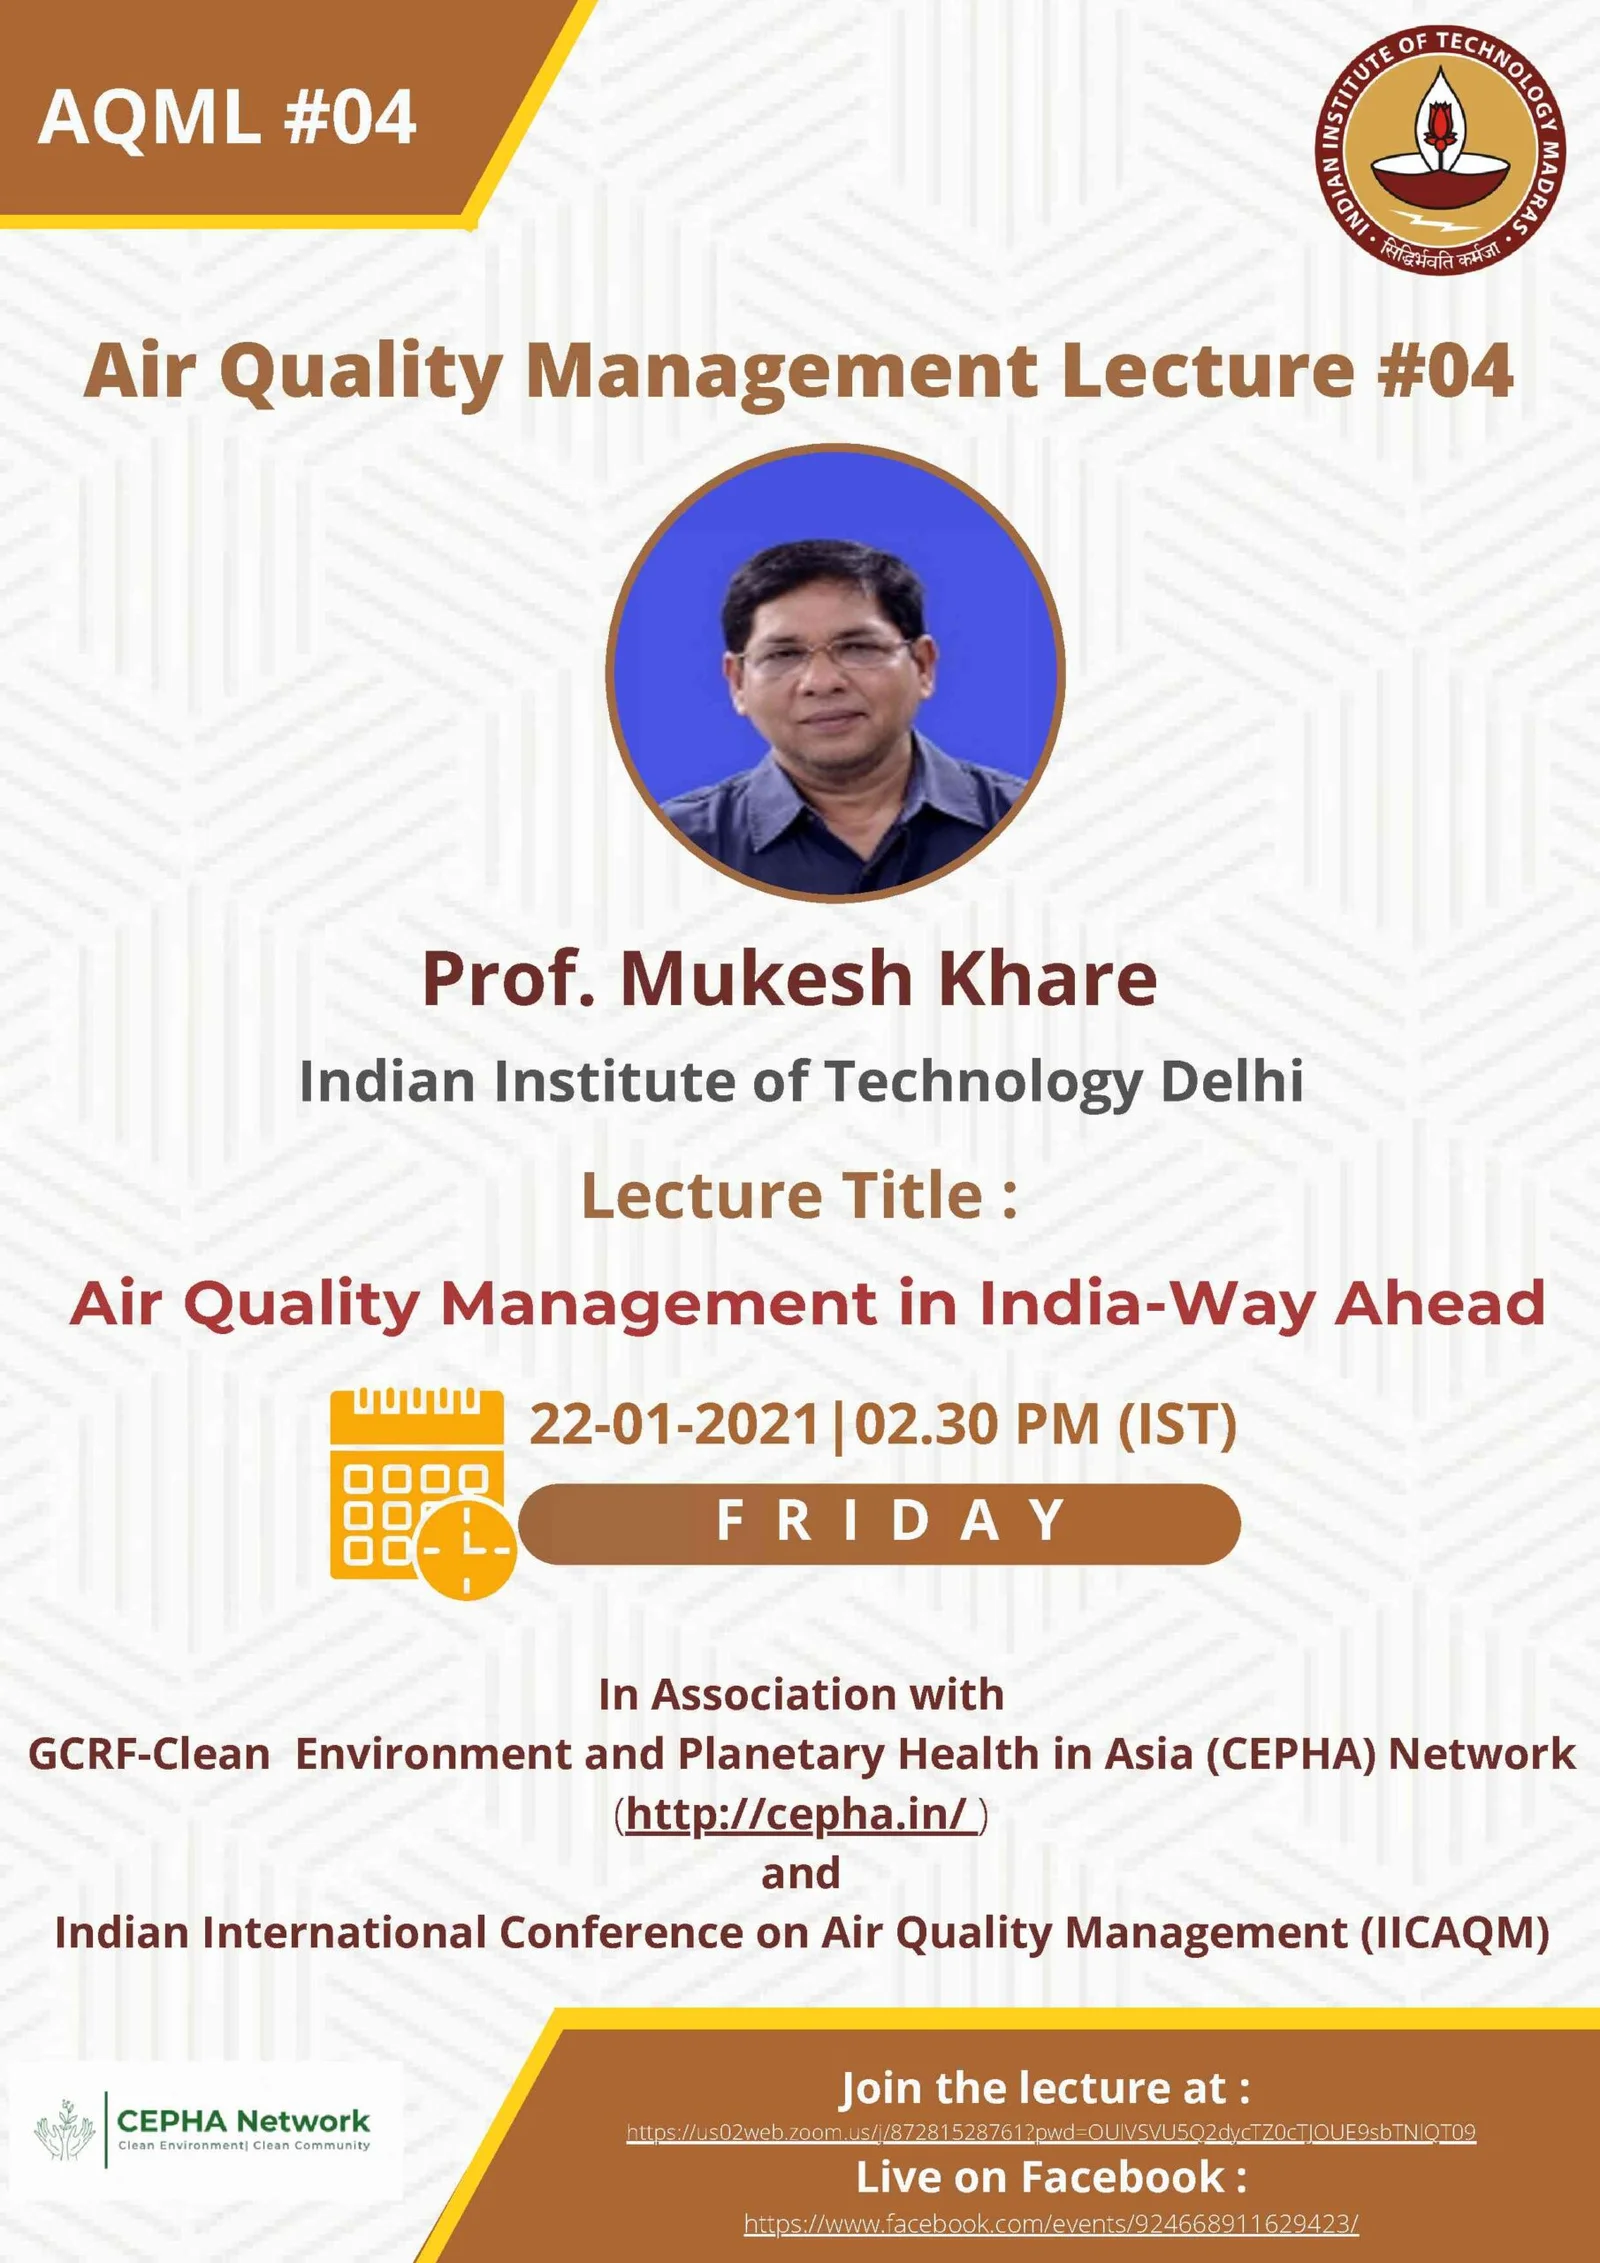 AQML #04
INDIAN INSTITUTE OF TECHNOLOGY MADRAS
सिद्धिर्भवति कर्मजा
Air Quality Management Lecture #04
Prof. Mukesh Khare
Indian Institute of Technology Delhi
Lecture Title :
Air Quality Management in India-Way Ahead
22-01-2021|02.30 PM (IST)
FRIDAY
In Association with
GCRF-Clean Environment and Planetary Health in Asia (CEPHA) Network
(http://cepha.in/ )
and
Indian International Conference on Air Quality Management (IICAQM)
CEPHA Network
Clean Environment| Clean Community
Join the lecture at :
https://us02web.zoom.us/j/87281528761?pwd=OUlVSVU5Q2dycTZ0cTJOUE9sbTNIQT09
Live on Facebook :
https://www.facebook.com/events/924668911629423/